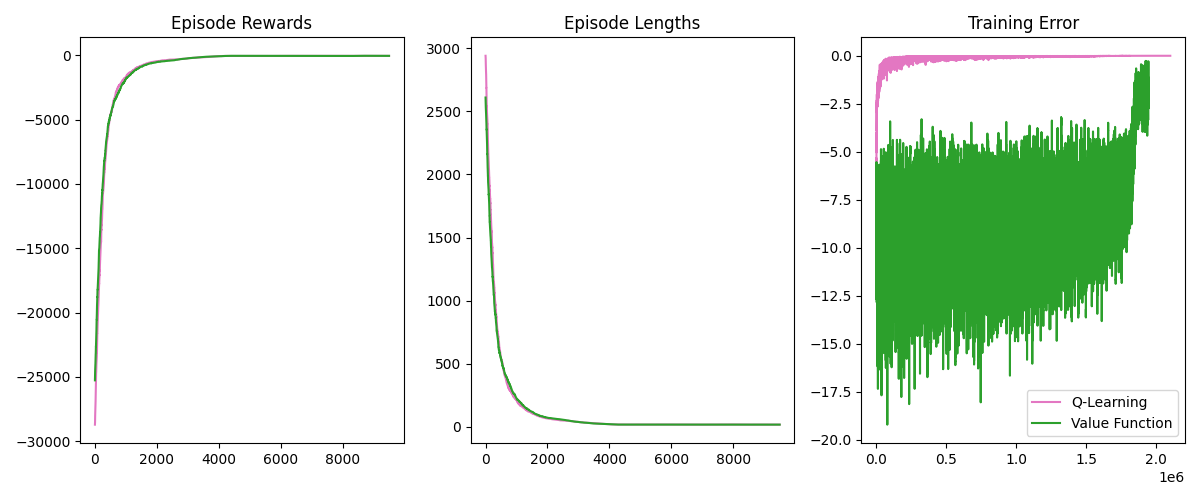 Episode Rewards
0
−5000
−10000
−15000
−20000
−25000
−30000
0 2000 4000 6000 8000
Episode Lengths
3000
2500
2000
1500
1000
500
0
0 2000 4000 6000 8000
Training Error
0.0
−2.5
−5.0
−7.5
−10.0
−12.5
−15.0
−17.5
−20.0
0.0 0.5 1.0 1.5 2.0
1e6
Q-Learning
Value Function